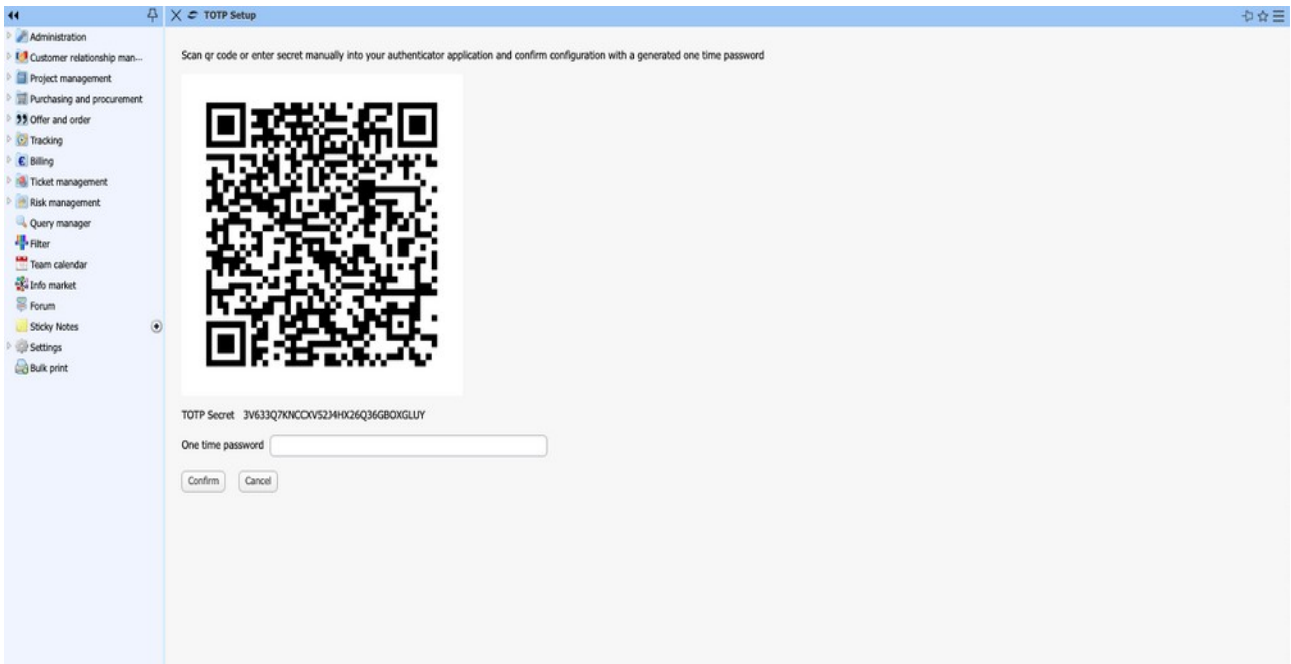 TOTP Setup
Administration
Customer relationship man...
Project management
Purchasing and procurement
Offer and order
Tracking
Billing
Ticket management
Risk management
Query manager
Filter
Team calendar
Info market
Forum
Sticky Notes
Settings
Bulk print
Scan qr code or enter secret manually into your authenticator application and confirm configuration with a generated one time password
TOTP Secret 3V633Q7KNCCXV52J4HX26Q36GBOXGLUY
One time password
Confirm Cancel